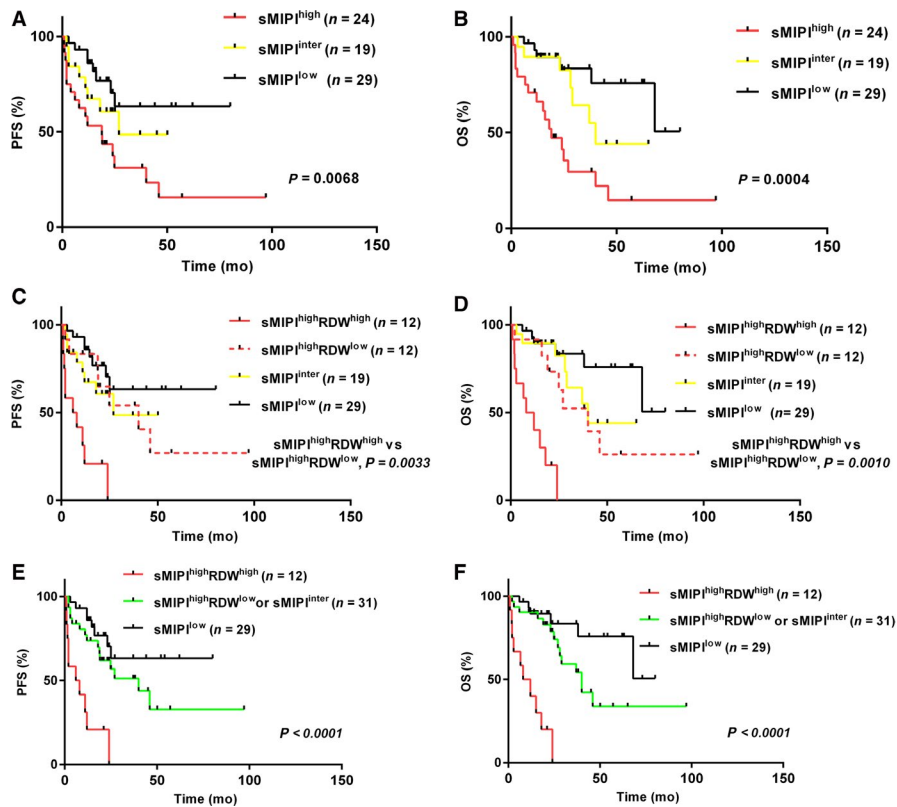 A
sMIPIhigh (n = 24)
sMIPIinter (n = 19)
sMIPIlow (n = 29)
100
50
0
PFS (%)
P = 0.0068
0 50 100 150
Time (mo)
B
sMIPIhigh (n = 24)
sMIPIinter (n = 19)
sMIPIlow (n = 29)
100
50
0
OS (%)
P = 0.0004
0 50 100 150
Time (mo)
C
sMIPIhighRDWhigh (n = 12)
sMIPIhighRDWlow (n = 12)
sMIPIinter (n = 19)
sMIPIlow (n = 29)
100
50
0
PFS (%)
sMIPIhighRDWhigh vs
sMIPIhighRDWlow, P = 0.0033
0 50 100 150
Time (mo)
D
sMIPIhighRDWhigh (n = 12)
sMIPIhighRDWlow (n = 12)
sMIPIinter (n = 19)
sMIPIlow (n = 29)
100
50
0
OS (%)
sMIPIhighRDWhigh vs
sMIPIhighRDWlow, P = 0.0010
0 50 100 150
Time (mo)
E
sMIPIhighRDWhigh (n = 12)
sMIPIhighRDWlowor sMIPIinter (n = 31)
sMIPIlow (n = 29)
100
50
0
PFS (%)
P < 0.0001
0 50 100 150
Time (mo)
F
sMIPIhighRDWhigh (n = 12)
sMIPIhighRDWlow or sMIPIinter (n = 31)
sMIPIlow (n = 29)
100
50
0
OS (%)
P < 0.0001
0 50 100 150
Time (mo)